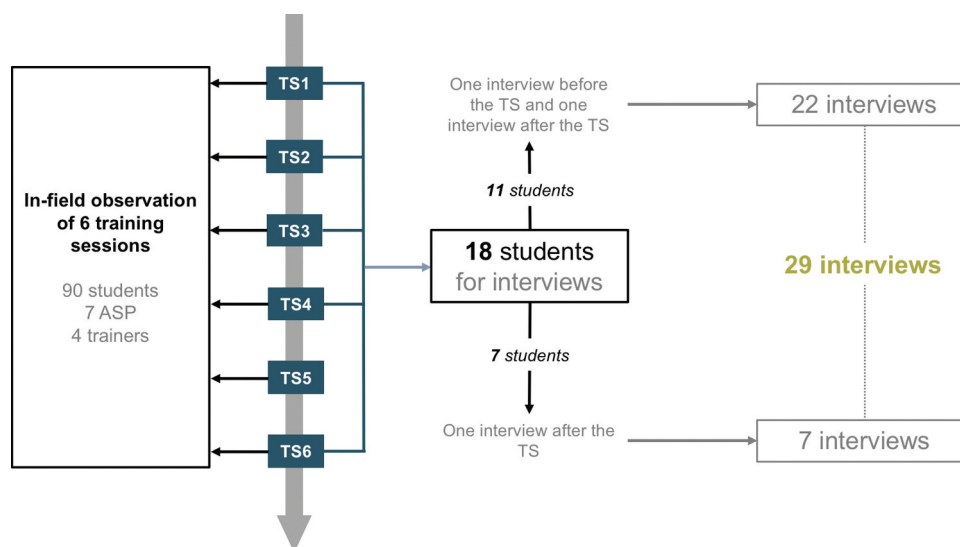 In-field observation
of 6 training
sessions
90 students
7 ASP
4 trainers
TS1
TS2
TS3
TS4
TS5
TS6
18 students
for interviews
11 students
One interview before
the TS and one
interview after the TS
22 interviews
7 students
One interview after the
TS
7 interviews
29 interviews